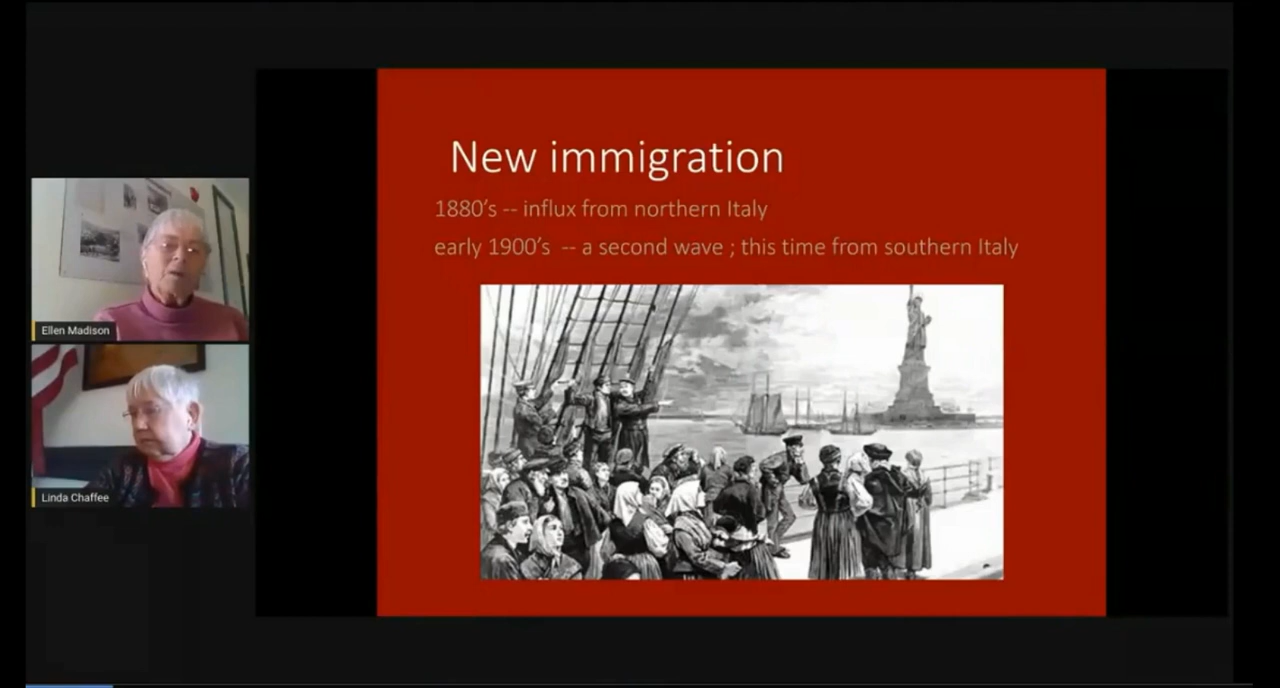 New immigration
1880's -- influx from northern Italy
early 1900's -- a second wave ; this time from southern Italy
Ellen Madison
Linda Chaffee